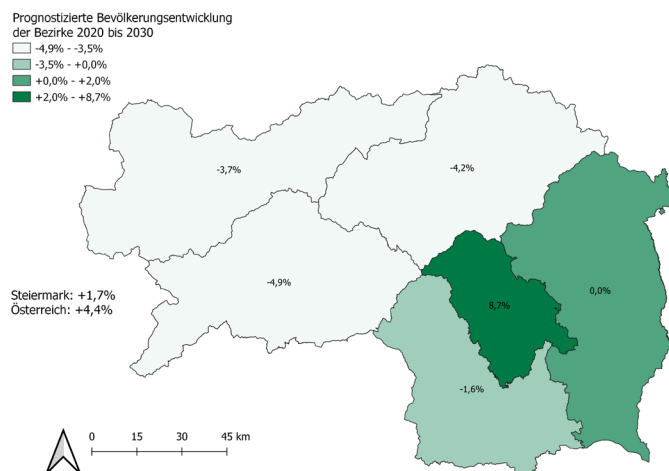 Prognostizierte Bevölkerungsentwicklung
der Bezirke 2020 bis 2030
-4,9% - -3,5%
-3,5% - +0,0%
+0,0% - +2,0%
+2,0% - +8,7%
-3,7%
-4,2%
-4,9%
8,7%
0,0%
-1,6%
Steiermark: +1,7%
Österreich: +4,4%
0 15 30 45 km